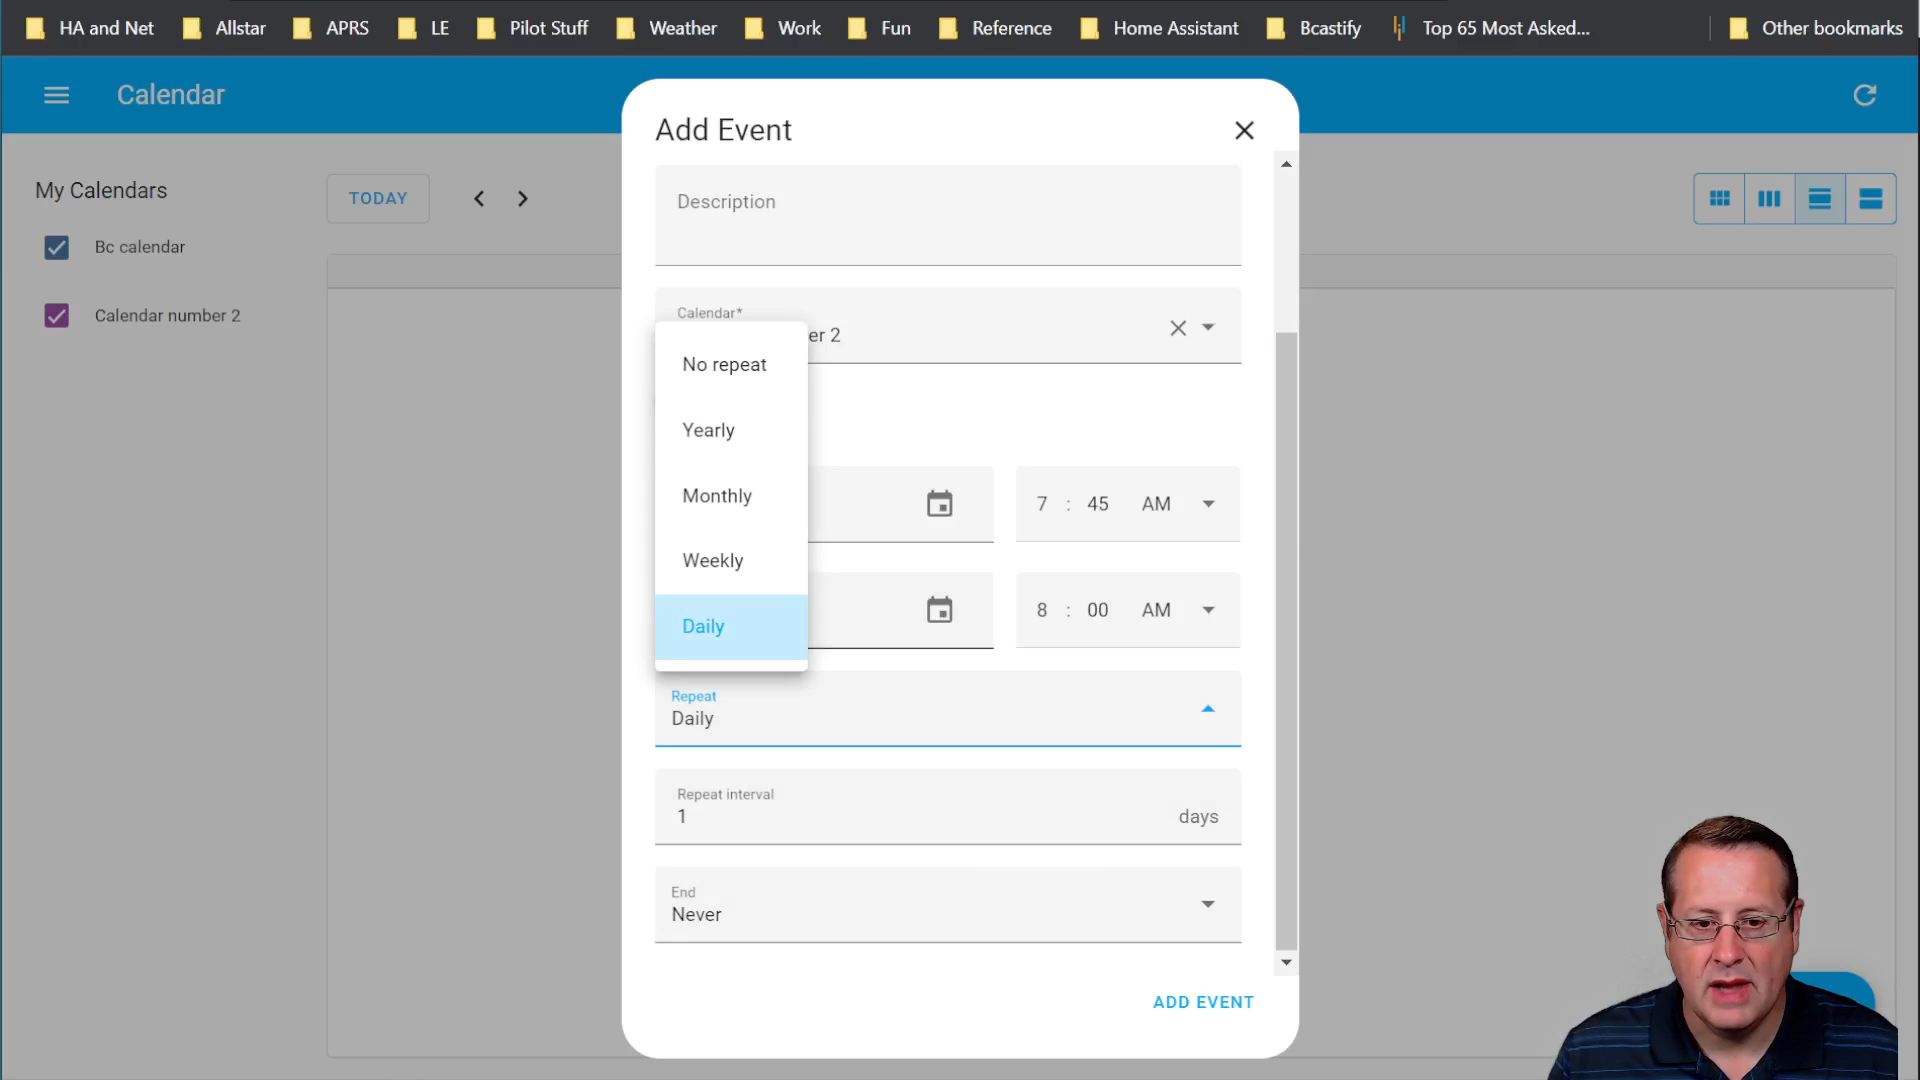 HA and Net Allstar APRS LE Pilot Stuff Weather Work Fun Reference Home Assistant Bcastify Top 65 Most Asked... Other bookmarks
Calendar
Add Event
My Calendars
TODAY
Bc calendar
Calendar number 2
Description
Calendar*
er 2
No repeat
Yearly
Monthly
Weekly
Daily
7 : 45 AM
8 : 00 AM
Repeat
Daily
Repeat interval
1 days
End
Never
ADD EVENT